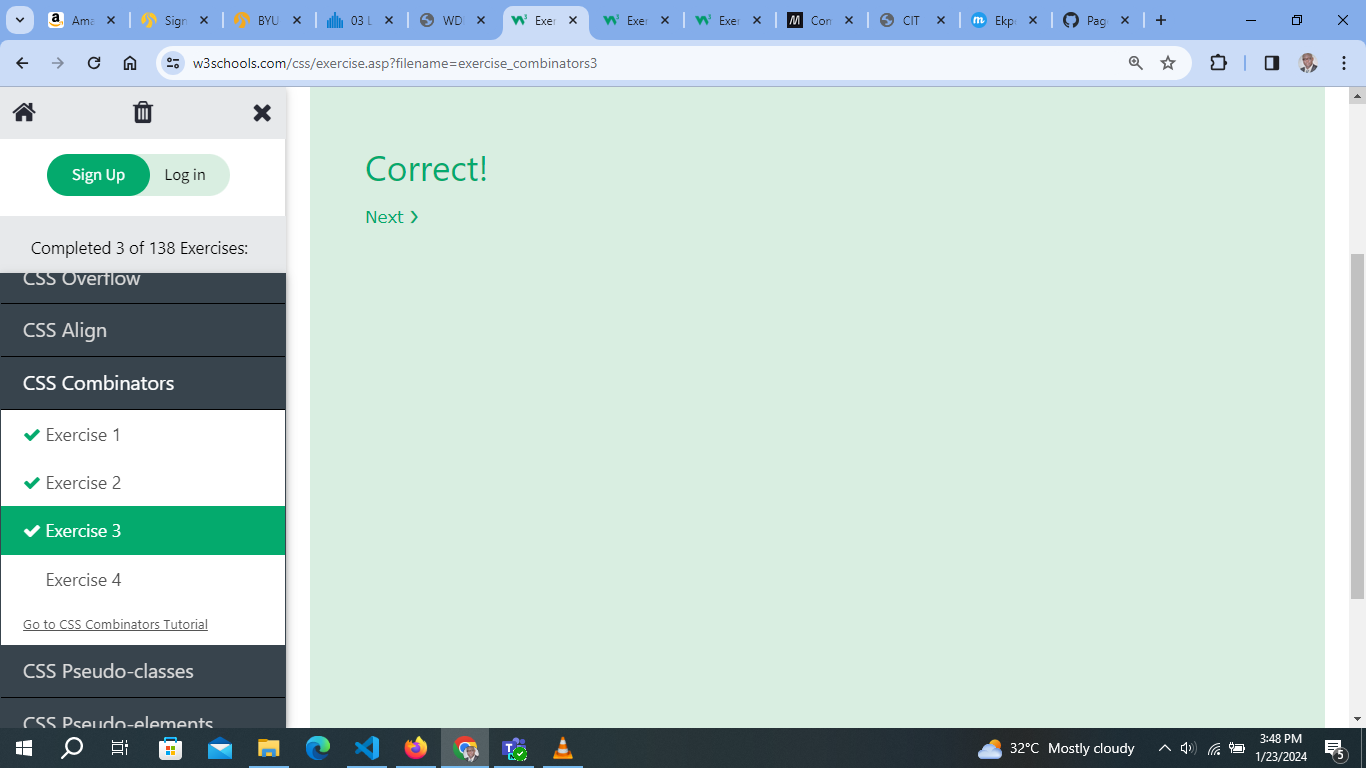 Ama
Sign
BYU
03 L
WD
Exer
Exer
Exer
Con
CIT
Ekp
Pag
w3schools.com/css/exercise.asp?filename=exercise_combinators3
Sign Up
Log in
Completed 3 of 138 Exercises:
CSS Overflow
CSS Align
CSS Combinators
Exercise 1
Exercise 2
Exercise 3
Exercise 4
Go to CSS Combinators Tutorial
CSS Pseudo-classes
CSS Pseudo-elements
Correct!
Next ❯
32°C Mostly cloudy
3:48 PM
1/23/2024
5